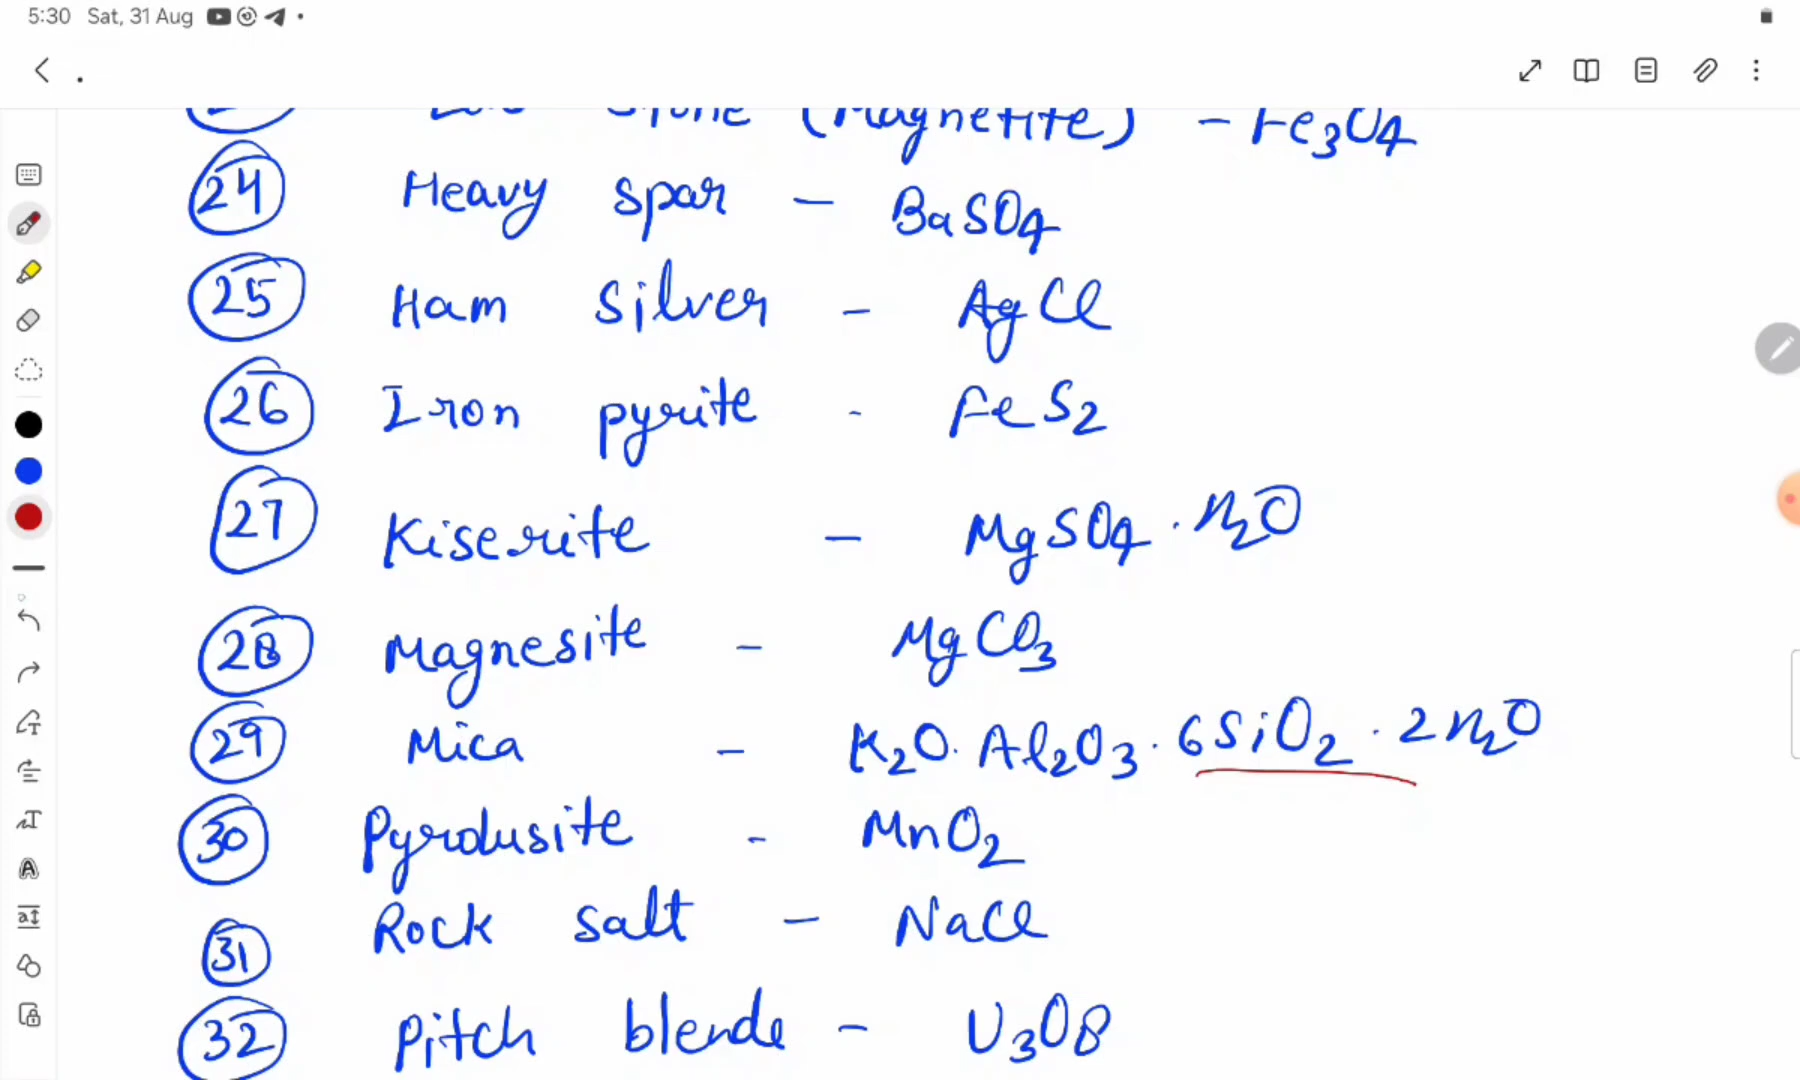 5:30 Sat, 31 Aug
.
stone (Magnetite) - Fe3O4
24 Heavy spar - BaSO4
25 Ham silver - AgCl
26 Iron pyrite - FeS2
27 Kiserite - MgSO4 . H2O
28 Magnesite - MgCO3
29 Mica - K2O. Al2O3 . 6SiO2 . 2H2O
30 Pyrolusite - MnO2
31 Rock salt - NaCl
32 Pitch blende - U3O8